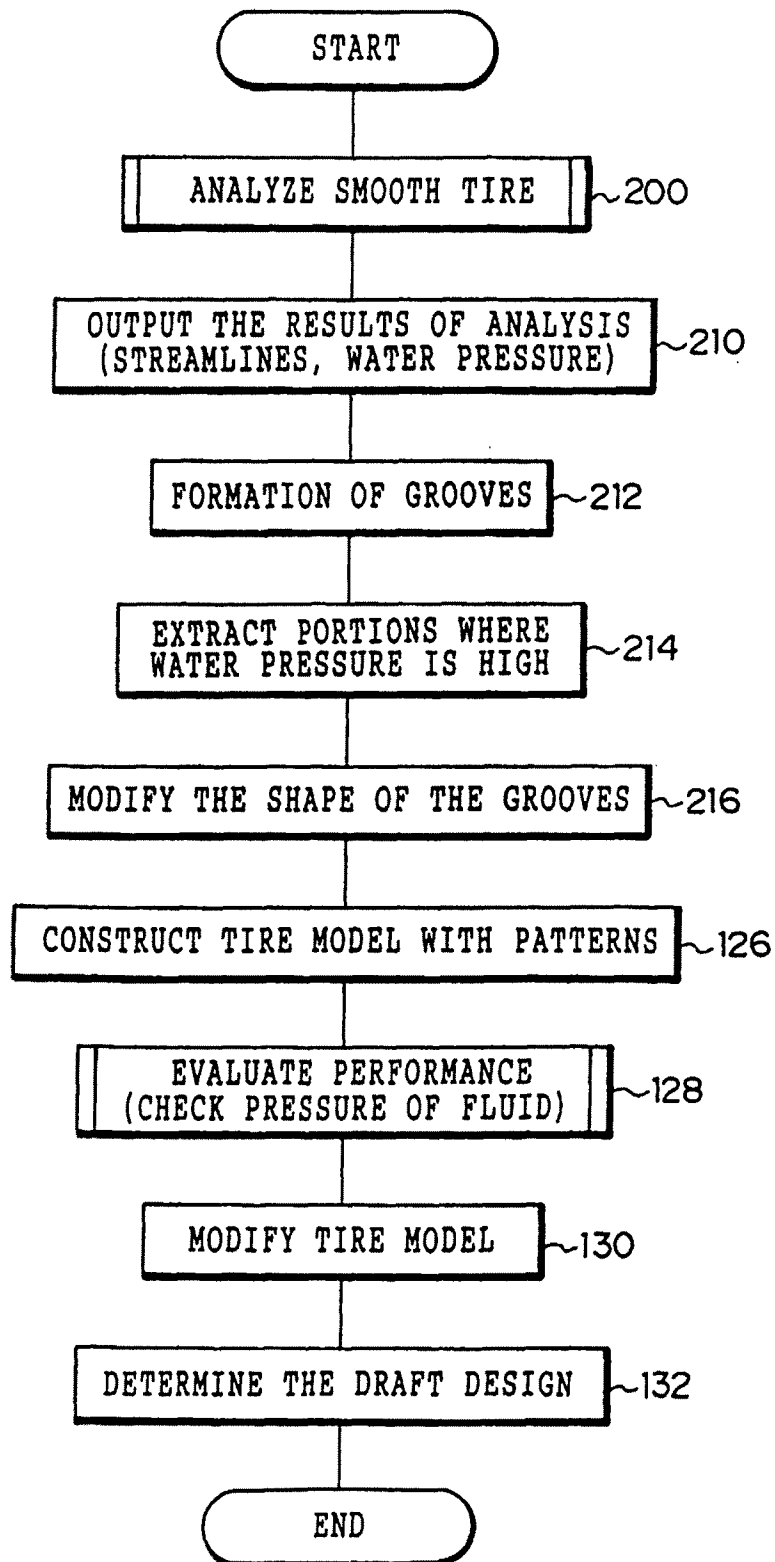 START
ANALYZE SMOOTH TIRE
200
OUTPUT THE RESULTS OF ANALYSIS
(STREAMLINES, WATER PRESSURE)
210
FORMATION OF GROOVES
212
EXTRACT PORTIONS WHERE
WATER PRESSURE IS HIGH
214
MODIFY THE SHAPE OF THE GROOVES
216
CONSTRUCT TIRE MODEL WITH PATTERNS
126
EVALUATE PERFORMANCE
(CHECK PRESSURE OF FLUID)
128
MODIFY TIRE MODEL
130
DETERMINE THE DRAFT DESIGN
132
END